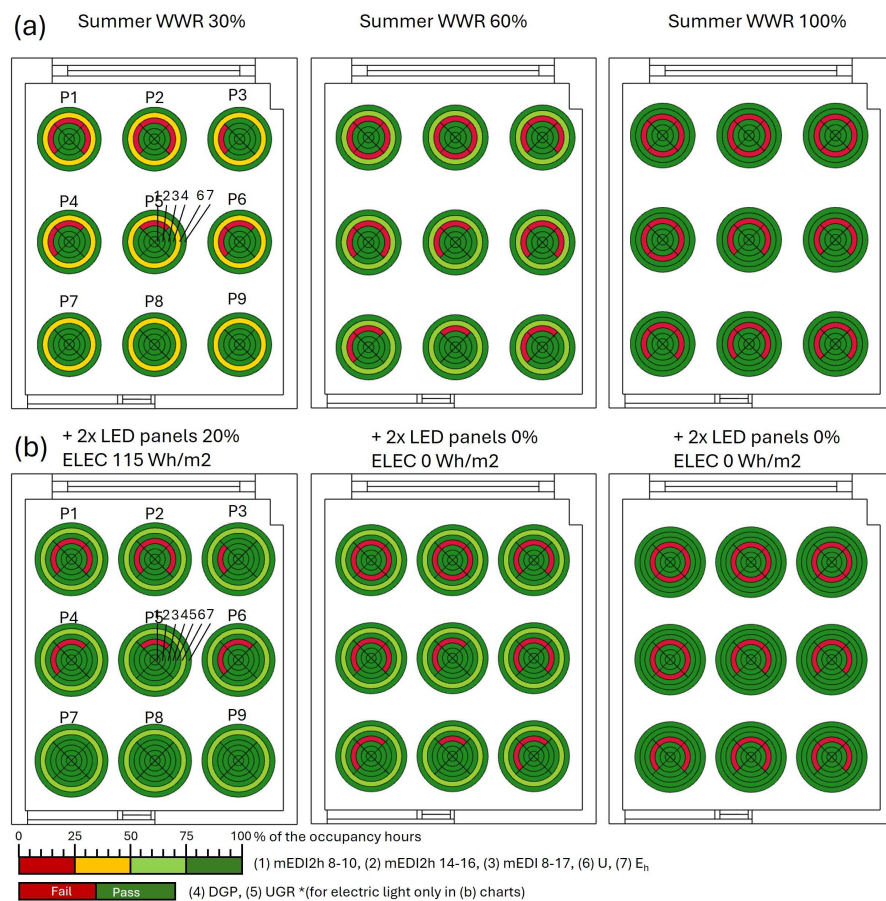 (a) Summer WWR 30% Summer WWR 60% Summer WWR 100%
P1 P2 P3
P4 P5 1234 67 P6
P7 P8 P9
(b) + 2x LED panels 20% + 2x LED panels 0% + 2x LED panels 0%
ELEC 115 Wh/m2 ELEC 0 Wh/m2 ELEC 0 Wh/m2
P1 P2 P3
P4 P5 1234567 P6
P7 P8 P9
0 25 50 75 100 % of the occupancy hours
(1) mEDI2h 8-10, (2) mEDI2h 14-16, (3) mEDI 8-17, (6) U, (7) Eh
Fail Pass (4) DGP, (5) UGR *(for electric light only in (b) charts)